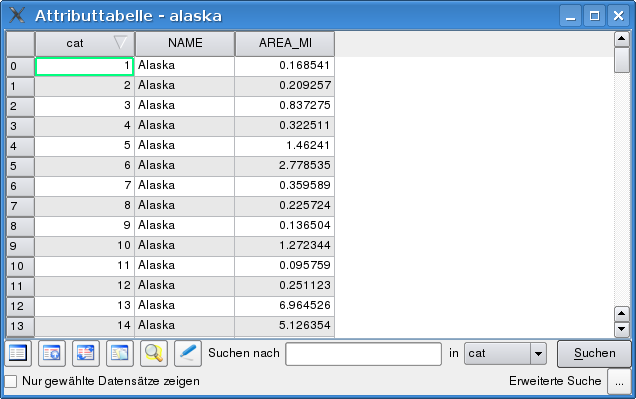 Attributtabelle - alaska
cat NAME AREA_MI
0 1 Alaska 0.168541
1 2 Alaska 0.209257
2 3 Alaska 0.837275
3 4 Alaska 0.322511
4 5 Alaska 1.46241
5 6 Alaska 2.778535
6 7 Alaska 0.359589
7 8 Alaska 0.225724
8 9 Alaska 0.136504
9 10 Alaska 1.272344
10 11 Alaska 0.095759
11 12 Alaska 0.251123
12 13 Alaska 6.964526
13 14 Alaska 5.126354
Suchen nach in cat Suchen
Nur gewählte Datensätze zeigen Erweiterte Suche ...